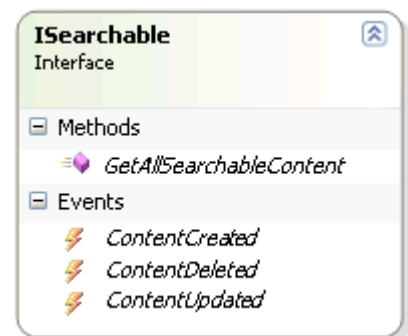 ISearchable
Interface
Methods
GetAllSearchableContent
Events
ContentCreated
ContentDeleted
ContentUpdated